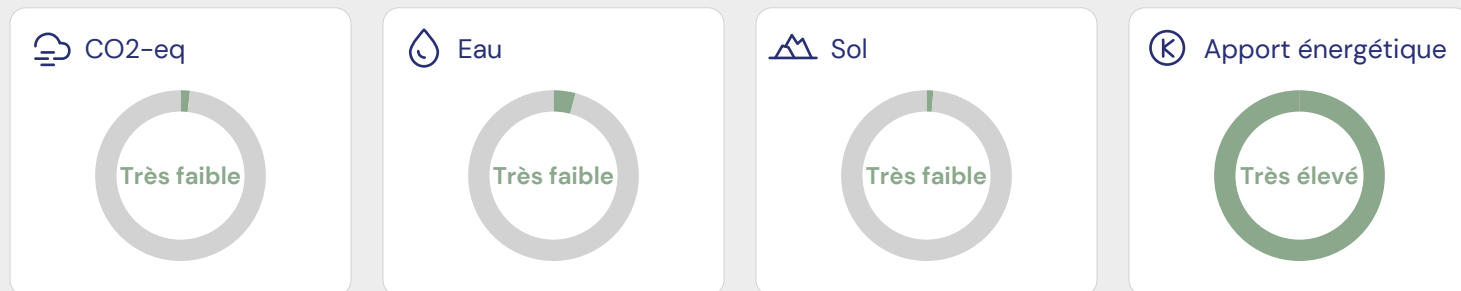 CO2-eq
Très faible
Eau
Très faible
Sol
Très faible
Apport énergétique
Très élevé